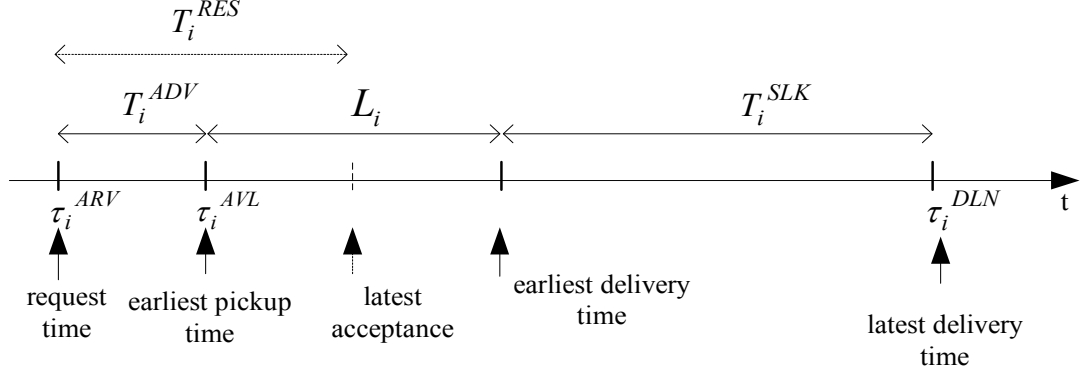 T_i^{RES}
T_i^{ADV}
L_i
T_i^{SLK}
τ_i^{ARV}
τ_i^{AVL}
τ_i^{DLN}
t
request
time
earliest pickup
time
latest
acceptance
earliest delivery
time
latest delivery
time